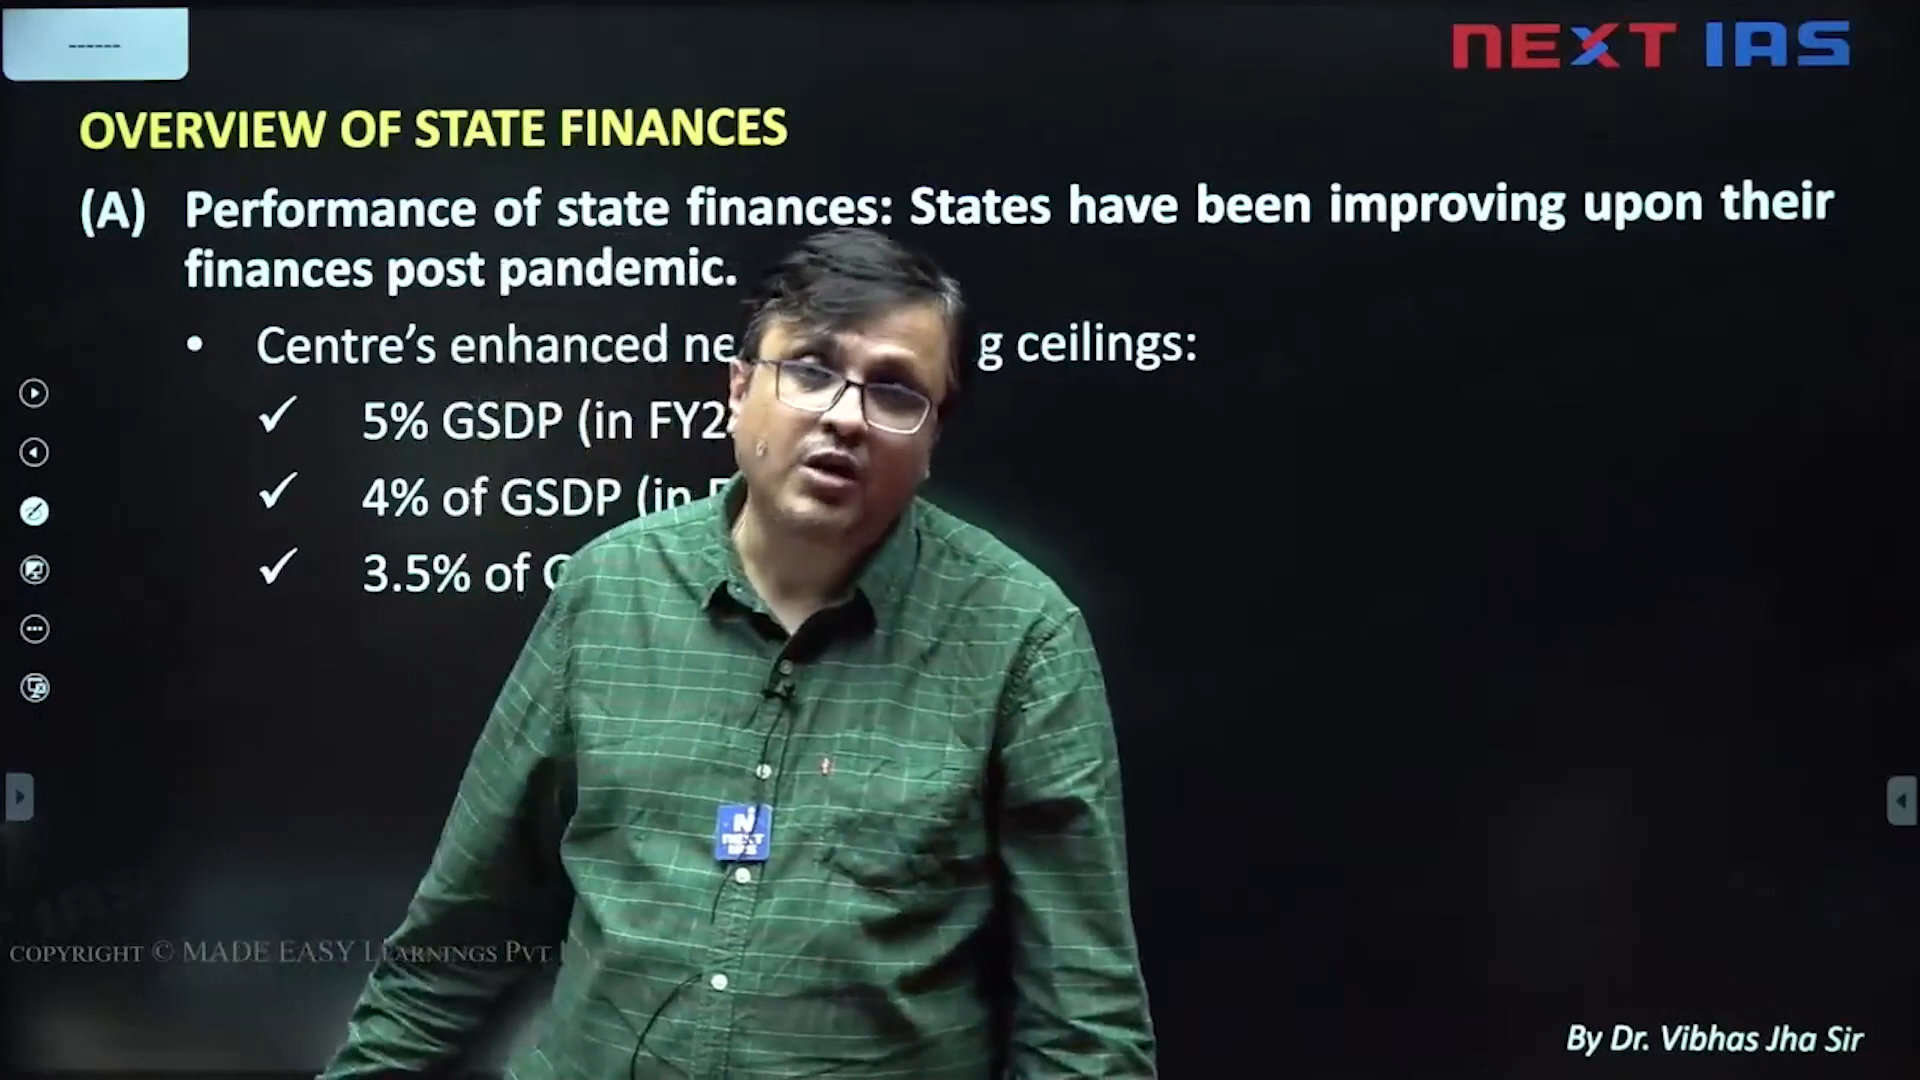 ------
NEXT IAS
OVERVIEW OF STATE FINANCES
(A) Performance of state finances: States have been improving upon their
finances post pandemic.
• Centre’s enhanced ceilings:
✓ 5% GSDP (in
✓ 4% of GSDP (in
✓ 3.5% of
N
NEXT
IAS
COPYRIGHT © MADE EASY LEARNINGS PVT
By Dr. Vibhas Jha Sir